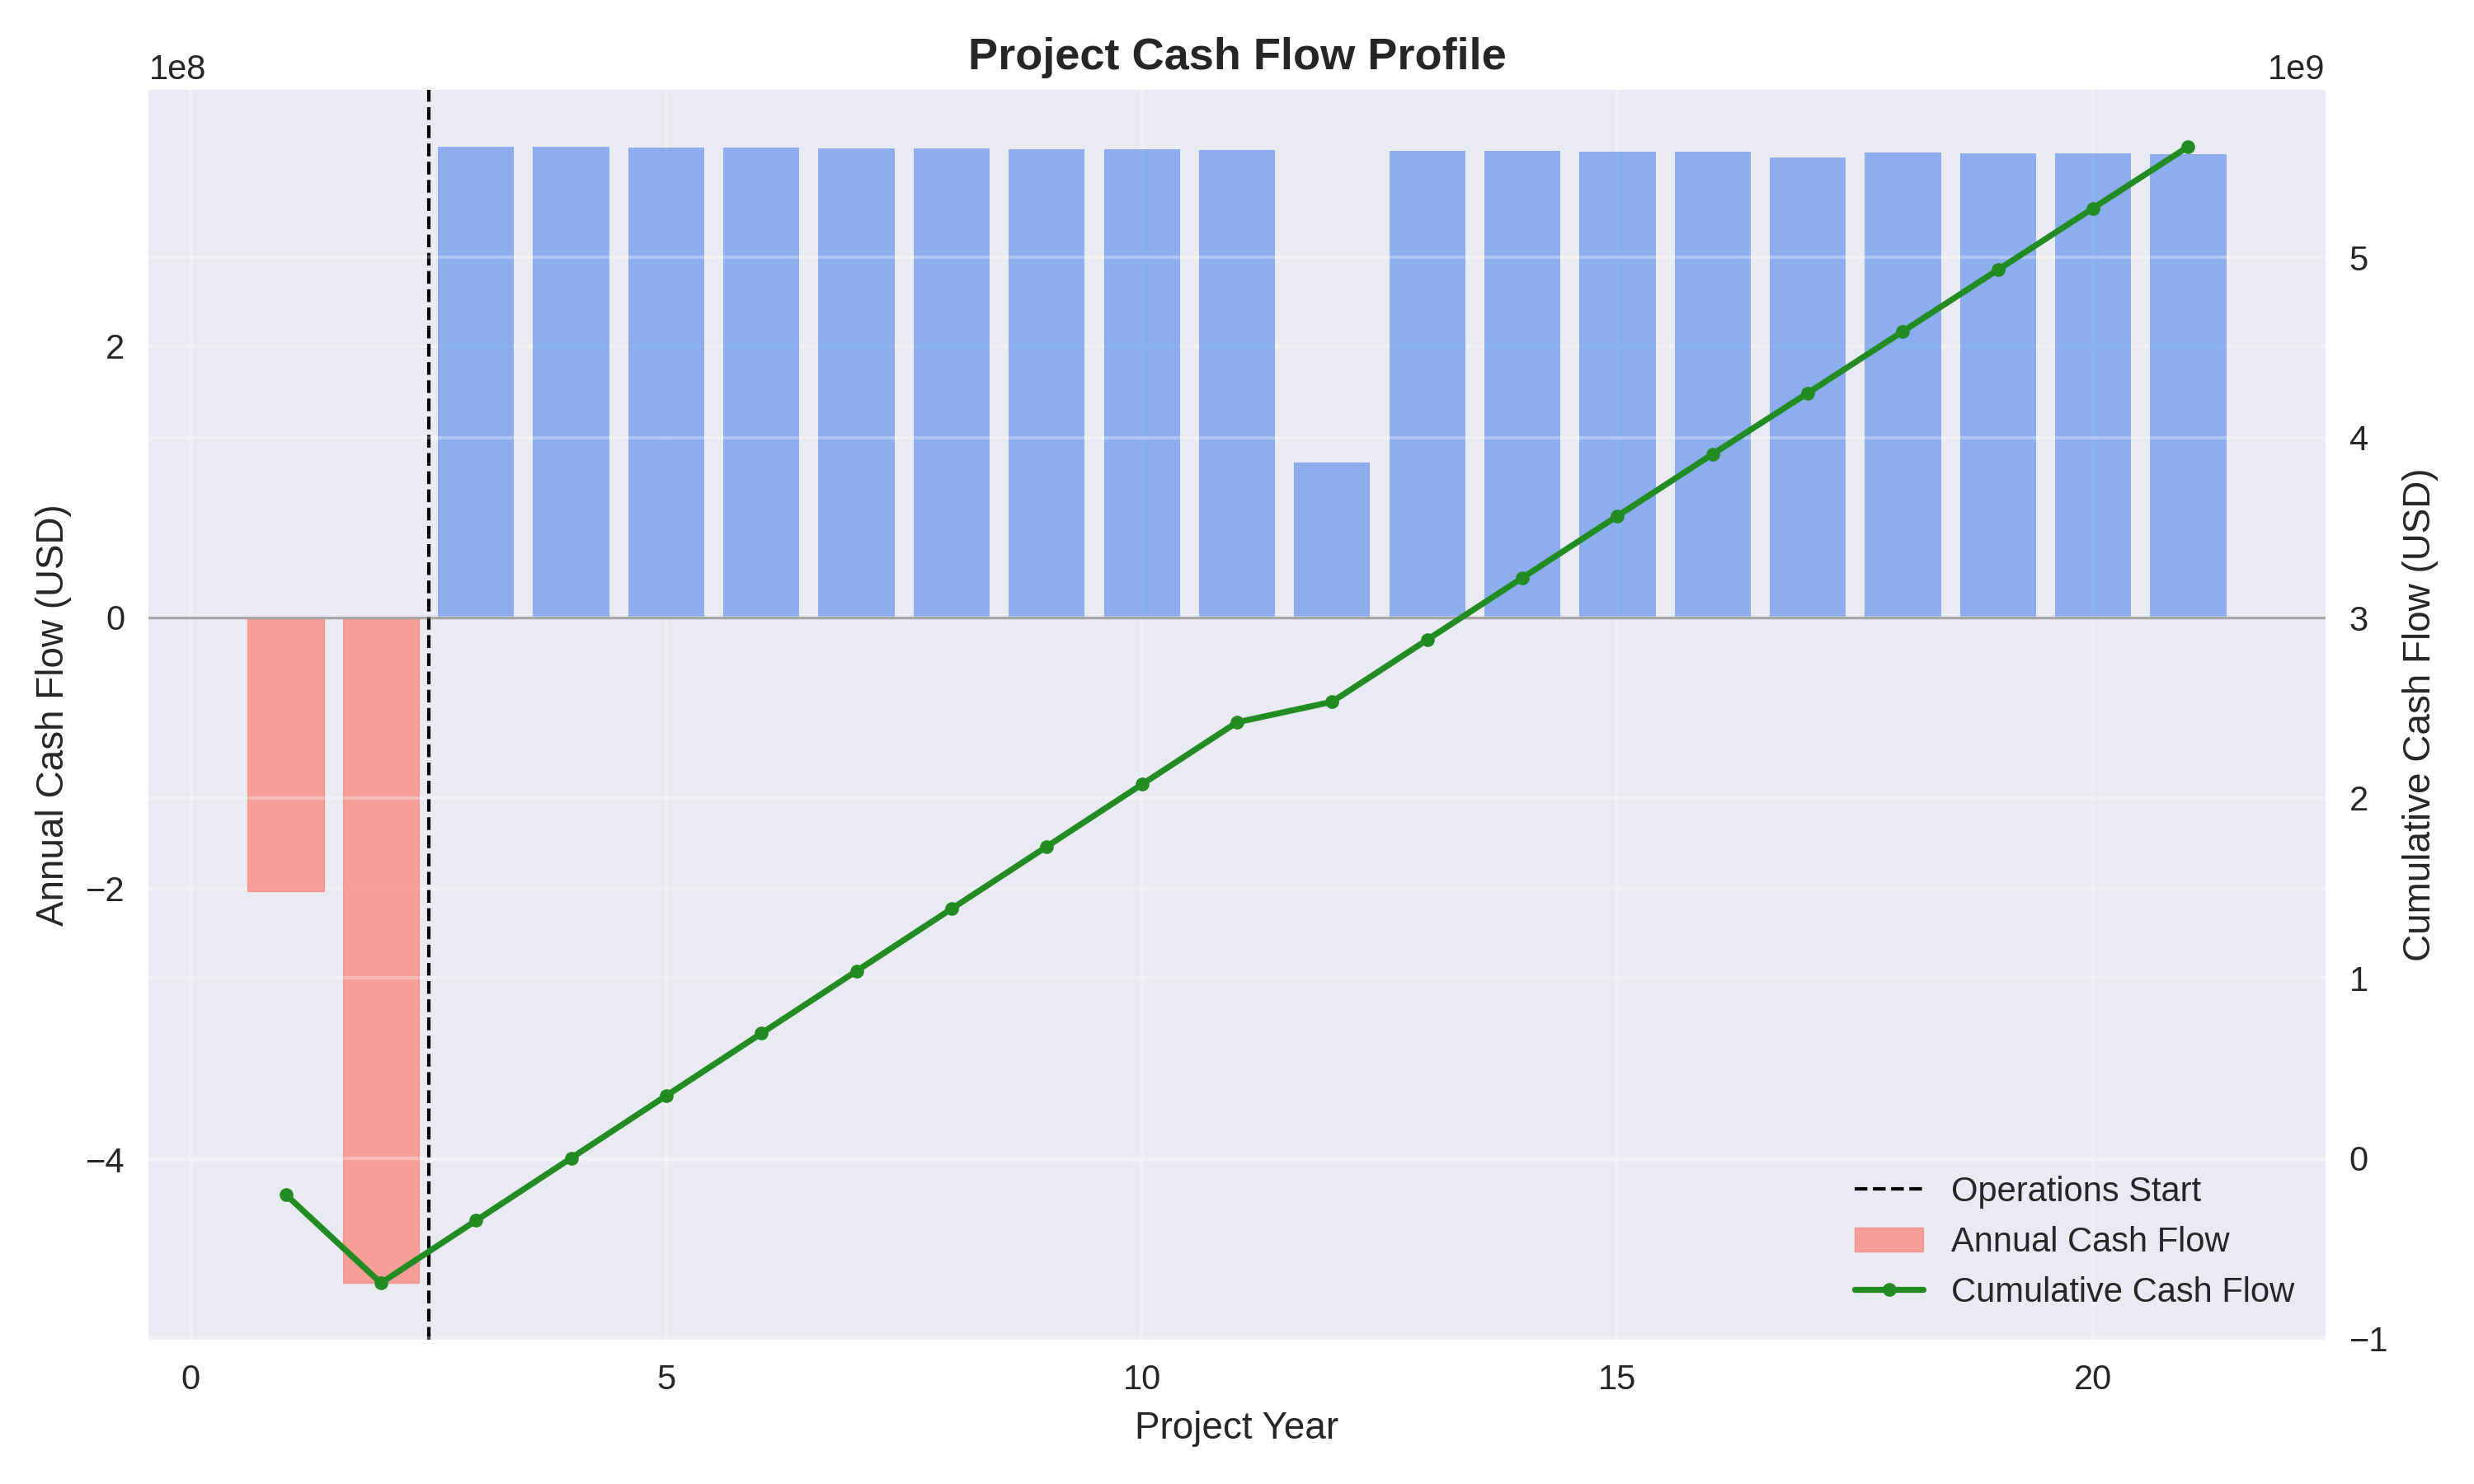 Project Cash Flow Profile
1e8
1e9
2
0
−2
−4
Annual Cash Flow (USD)
5
4
3
2
1
0
−1
Cumulative Cash Flow (USD)
Operations Start
Annual Cash Flow
Cumulative Cash Flow
0 5 10 15 20
Project Year